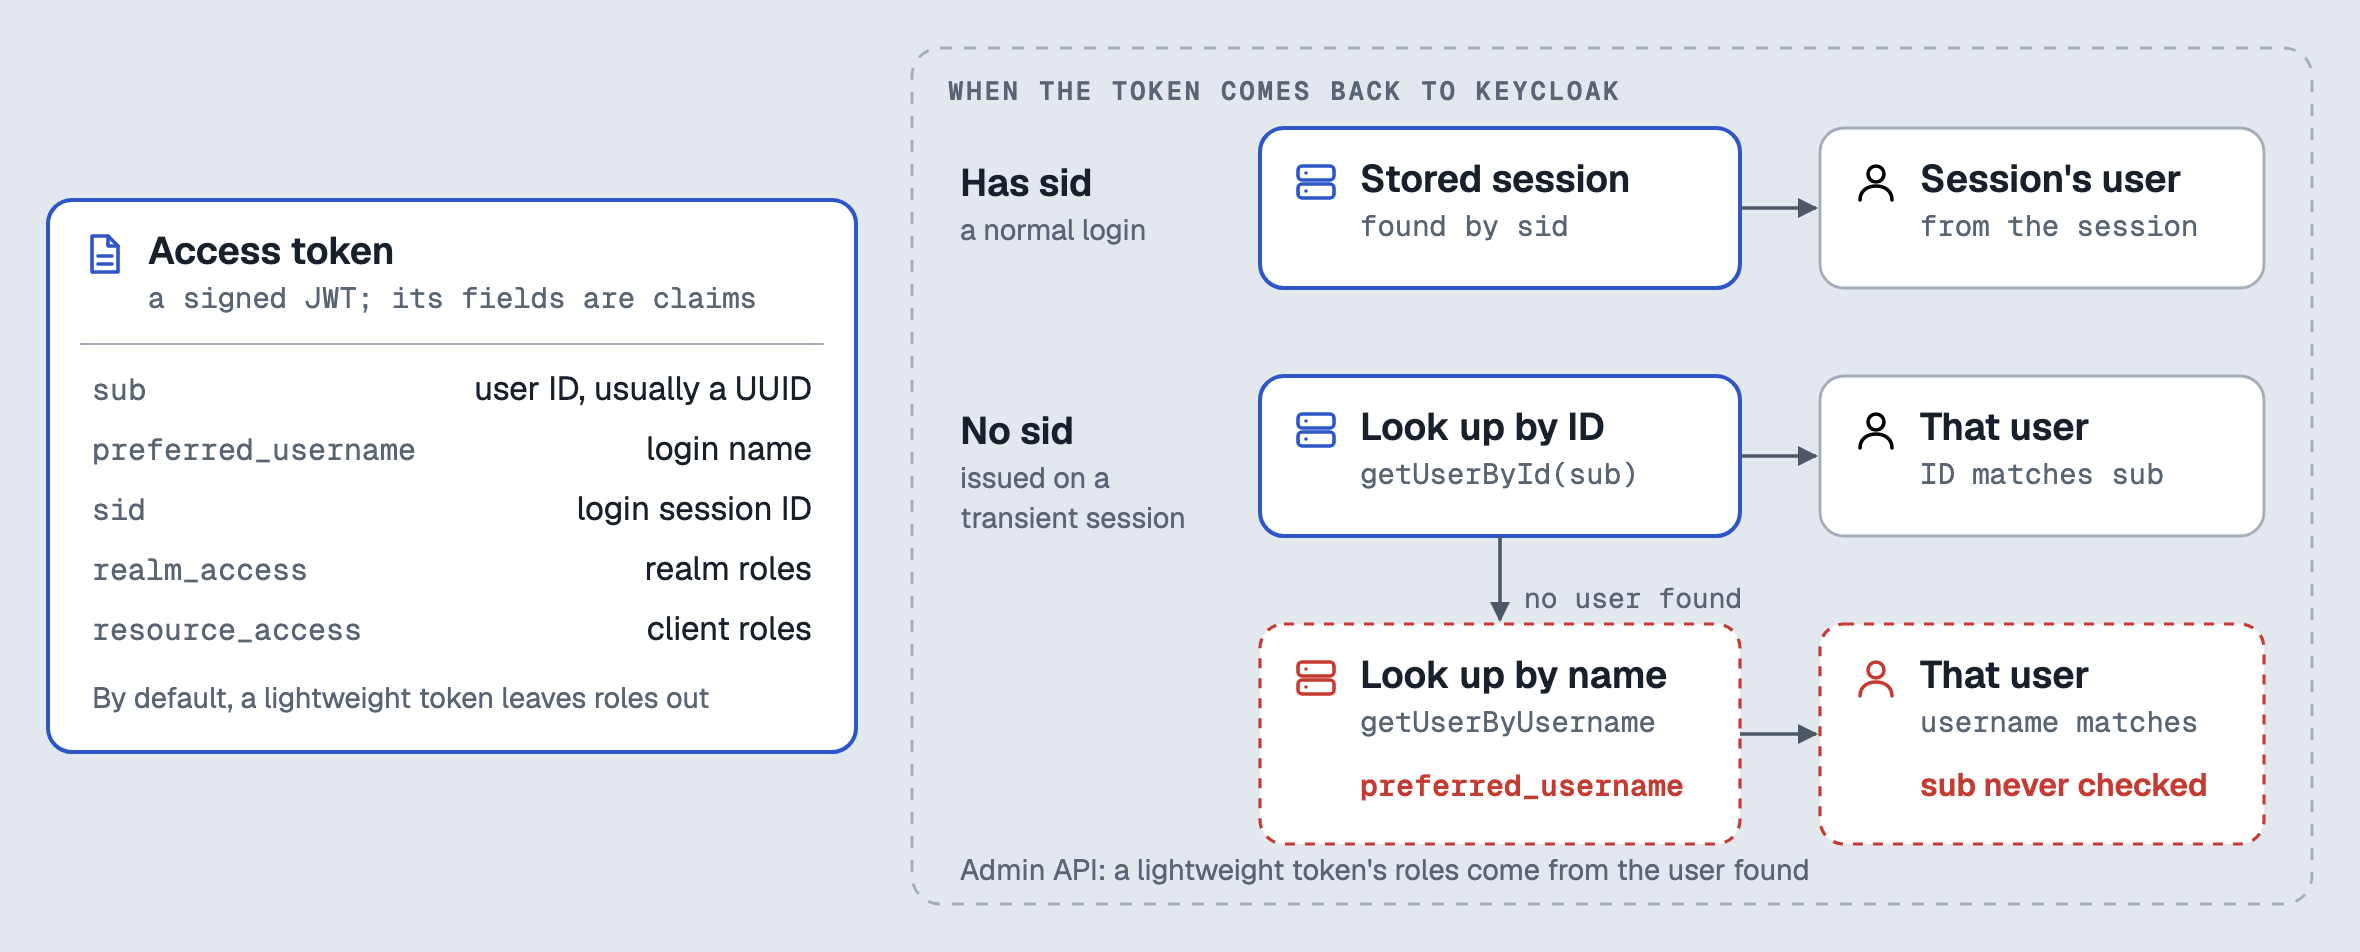 Access token
a signed JWT; its fields are claims
sub user ID, usually a UUID
preferred_username login name
sid login session ID
realm_access realm roles
resource_access client roles
By default, a lightweight token leaves roles out
WHEN THE TOKEN COMES BACK TO KEYCLOAK
Has sid
a normal login
Stored session
found by sid
Session's user
from the session
No sid
issued on a
transient session
Look up by ID
getUserById(sub)
That user
ID matches sub
no user found
Look up by name
getUserByUsername
preferred_username
That user
username matches
sub never checked
Admin API: a lightweight token's roles come from the user found